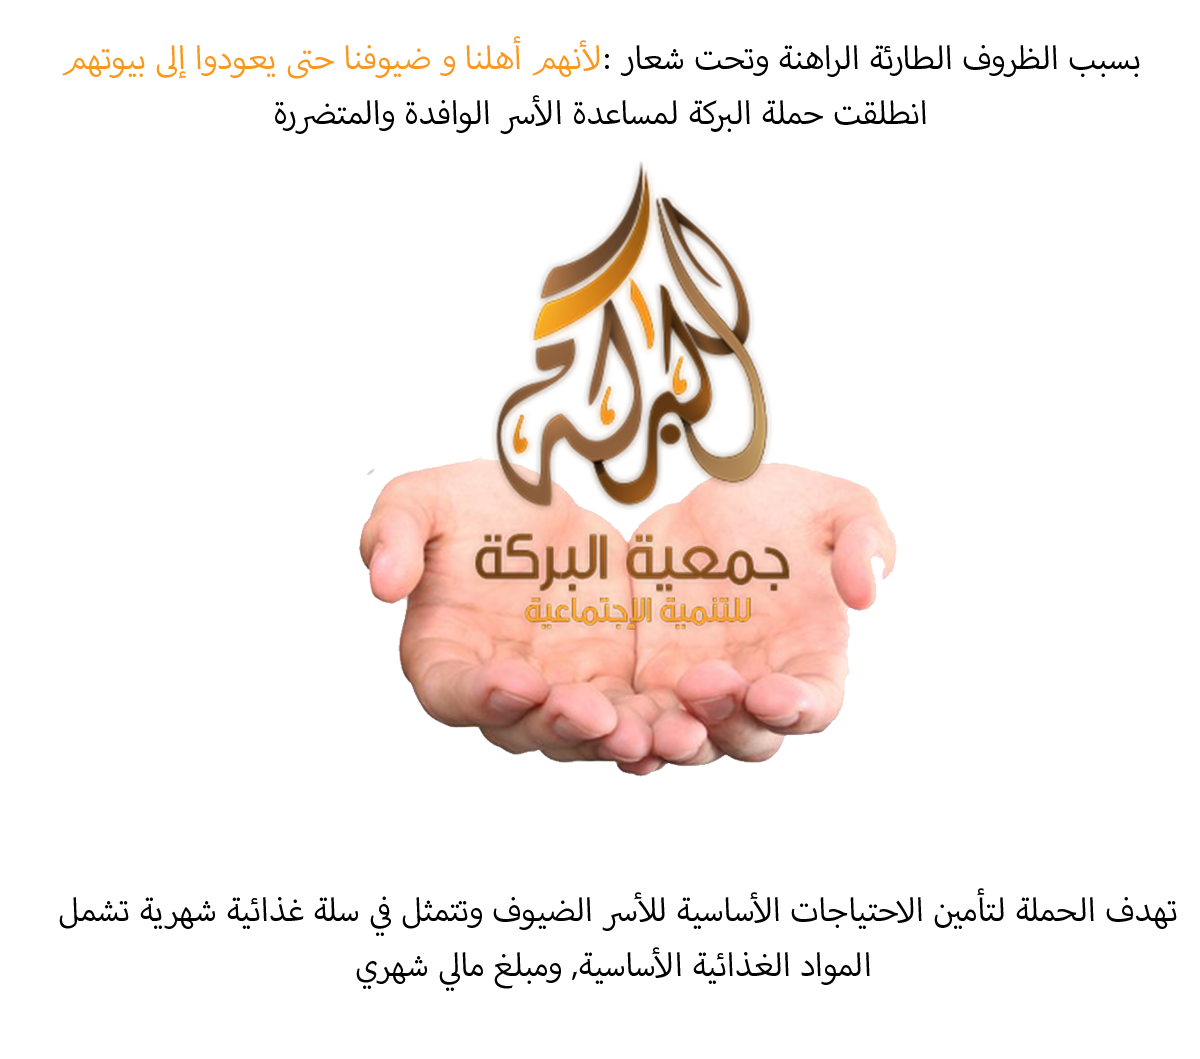 بسبب الظروف الطارئة الراهنة وتحت شعار :لأنهم أهلنا و ضيوفنا حتى يعودوا إلى بيوتهم
انطلقت حملة البركة لمساعدة الأسر الوافدة والمتضررة
البركة
جمعية البركة
للتنمية الإجتماعية
تهدف الحملة لتأمين الاحتياجات الأساسية للأسر الضيوف وتتمثل في سلة غذائية شهرية تشمل
المواد الغذائية الأساسية, ومبلغ مالي شهري